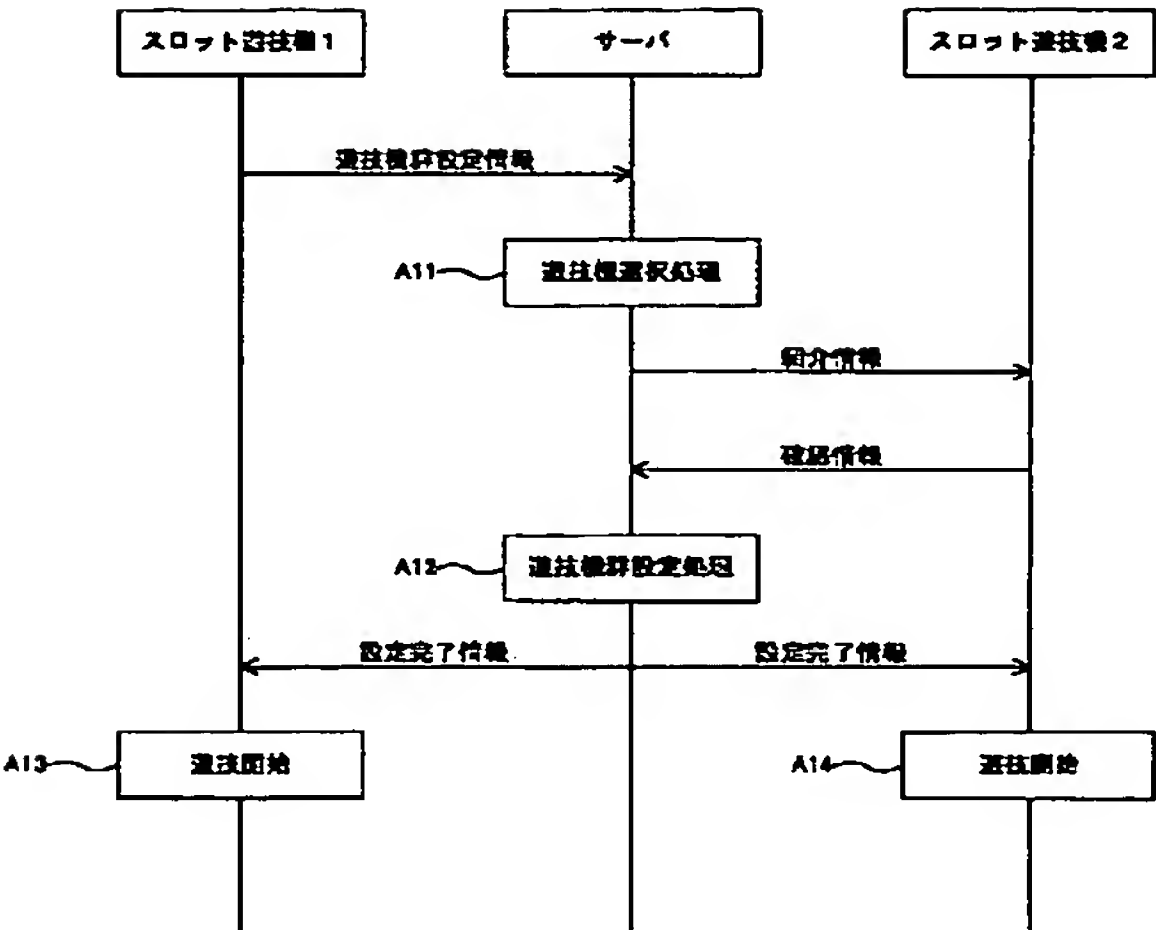 スロット遊技機1
サーバ
スロット遊技機2
遊技機群設定情報
A11
遊技機選択処理
紹介情報
確認情報
A12
遊技機群設定処理
設定完了情報
設定完了情報
A13
遊技開始
A14
遊技開始